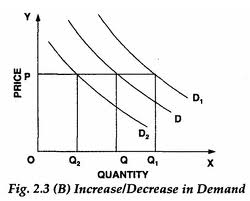 Y
PRICE
P
D₁
D
D₂
O
Q₂
Q
Q₁
X
QUANTITY
Fig. 2.3 (B) Increase/Decrease in Demand